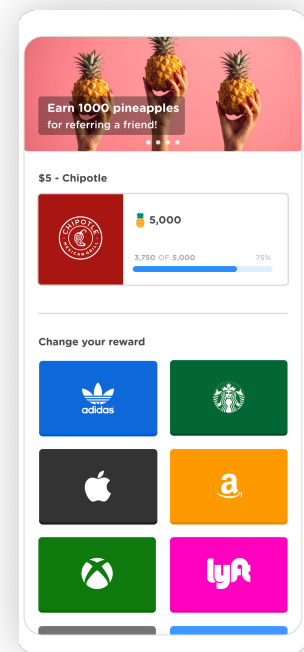 Earn 1000 pineapples
for referring a friend!
$5 - Chipotle
CHIPOTLE
MEXICAN GRILL
5,000
3,750 OF 5,000 75%
Change your reward
adidas
a
lyft